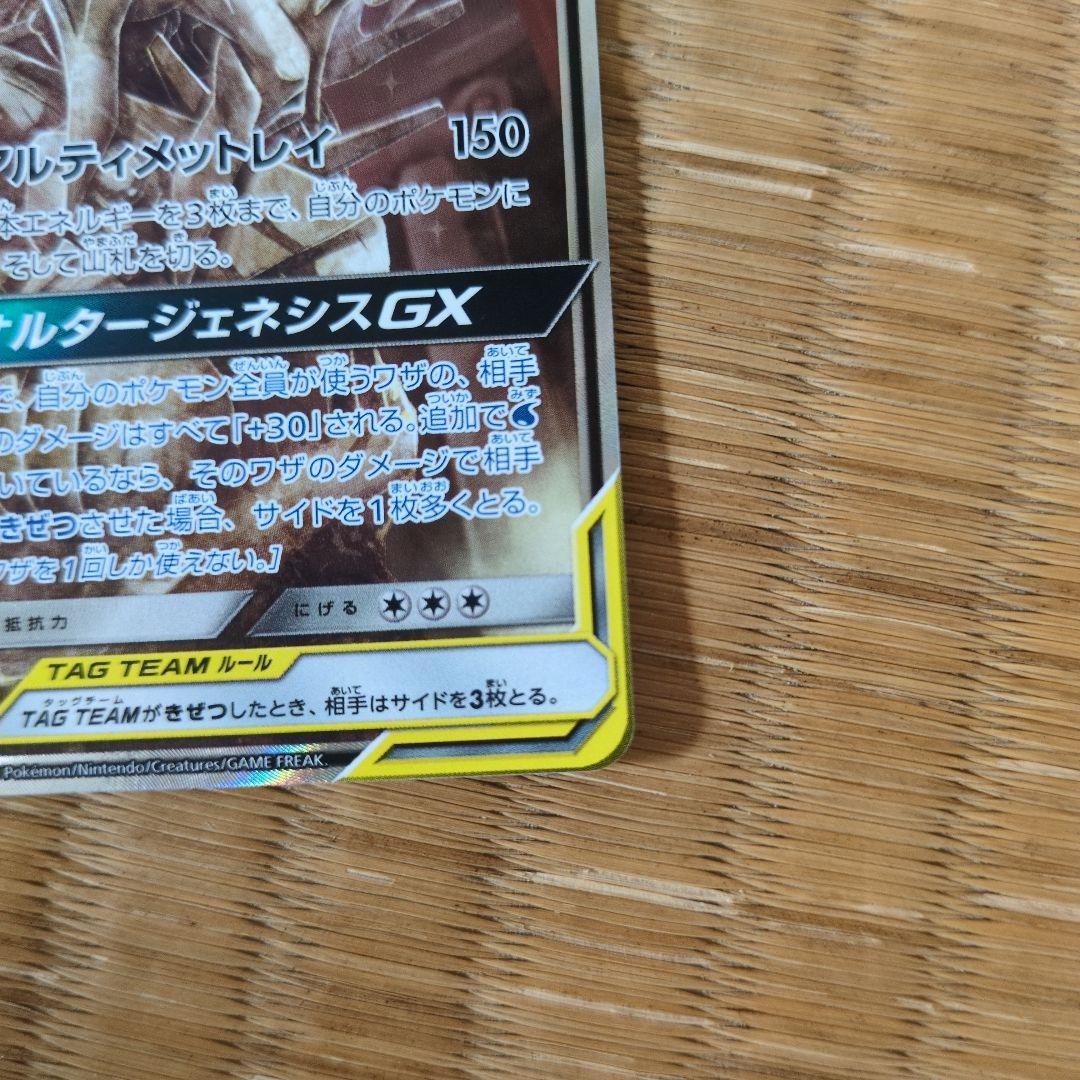 アルティメットレイ 150
本エネルギーを3枚まで、自分のポケモンに
そして山札を切る。
オルタージェネシスGX
で、自分のポケモン全員が使うワザの、相手
のダメージはすべて「+30」される。追加で
いているなら、そのワザのダメージで相手
きぜつさせた場合、サイドを1枚多くとる。
ワザを1回しか使えない。]
抵抗力 にげる
TAG TEAM ルール
TAG TEAMがきぜつしたとき、相手はサイドを3枚とる。
Pokémon/Nintendo/Creatures/GAME FREAK.